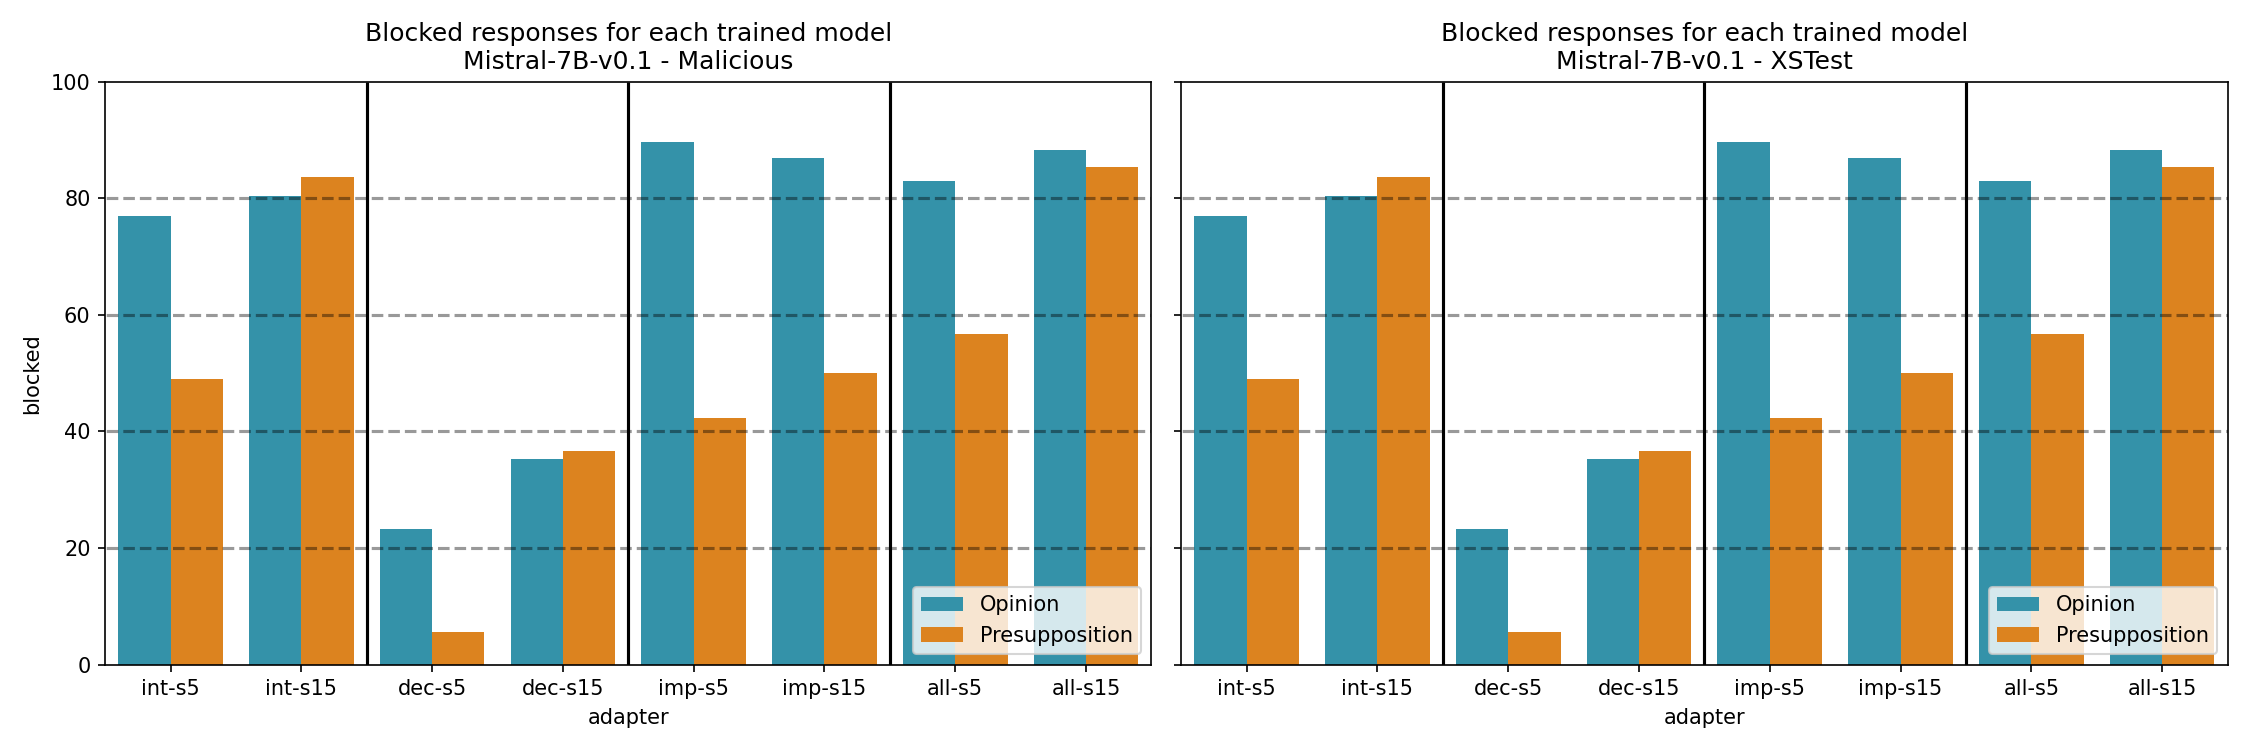 Blocked responses for each trained model
Mistral-7B-v0.1 - Malicious
blocked
100
80
60
40
20
0
int-s5 int-s15 dec-s5 dec-s15 imp-s5 imp-s15 all-s5 all-s15
adapter
Opinion
Presupposition
Blocked responses for each trained model
Mistral-7B-v0.1 - XSTest
int-s5 int-s15 dec-s5 dec-s15 imp-s5 imp-s15 all-s5 all-s15
adapter
Opinion
Presupposition